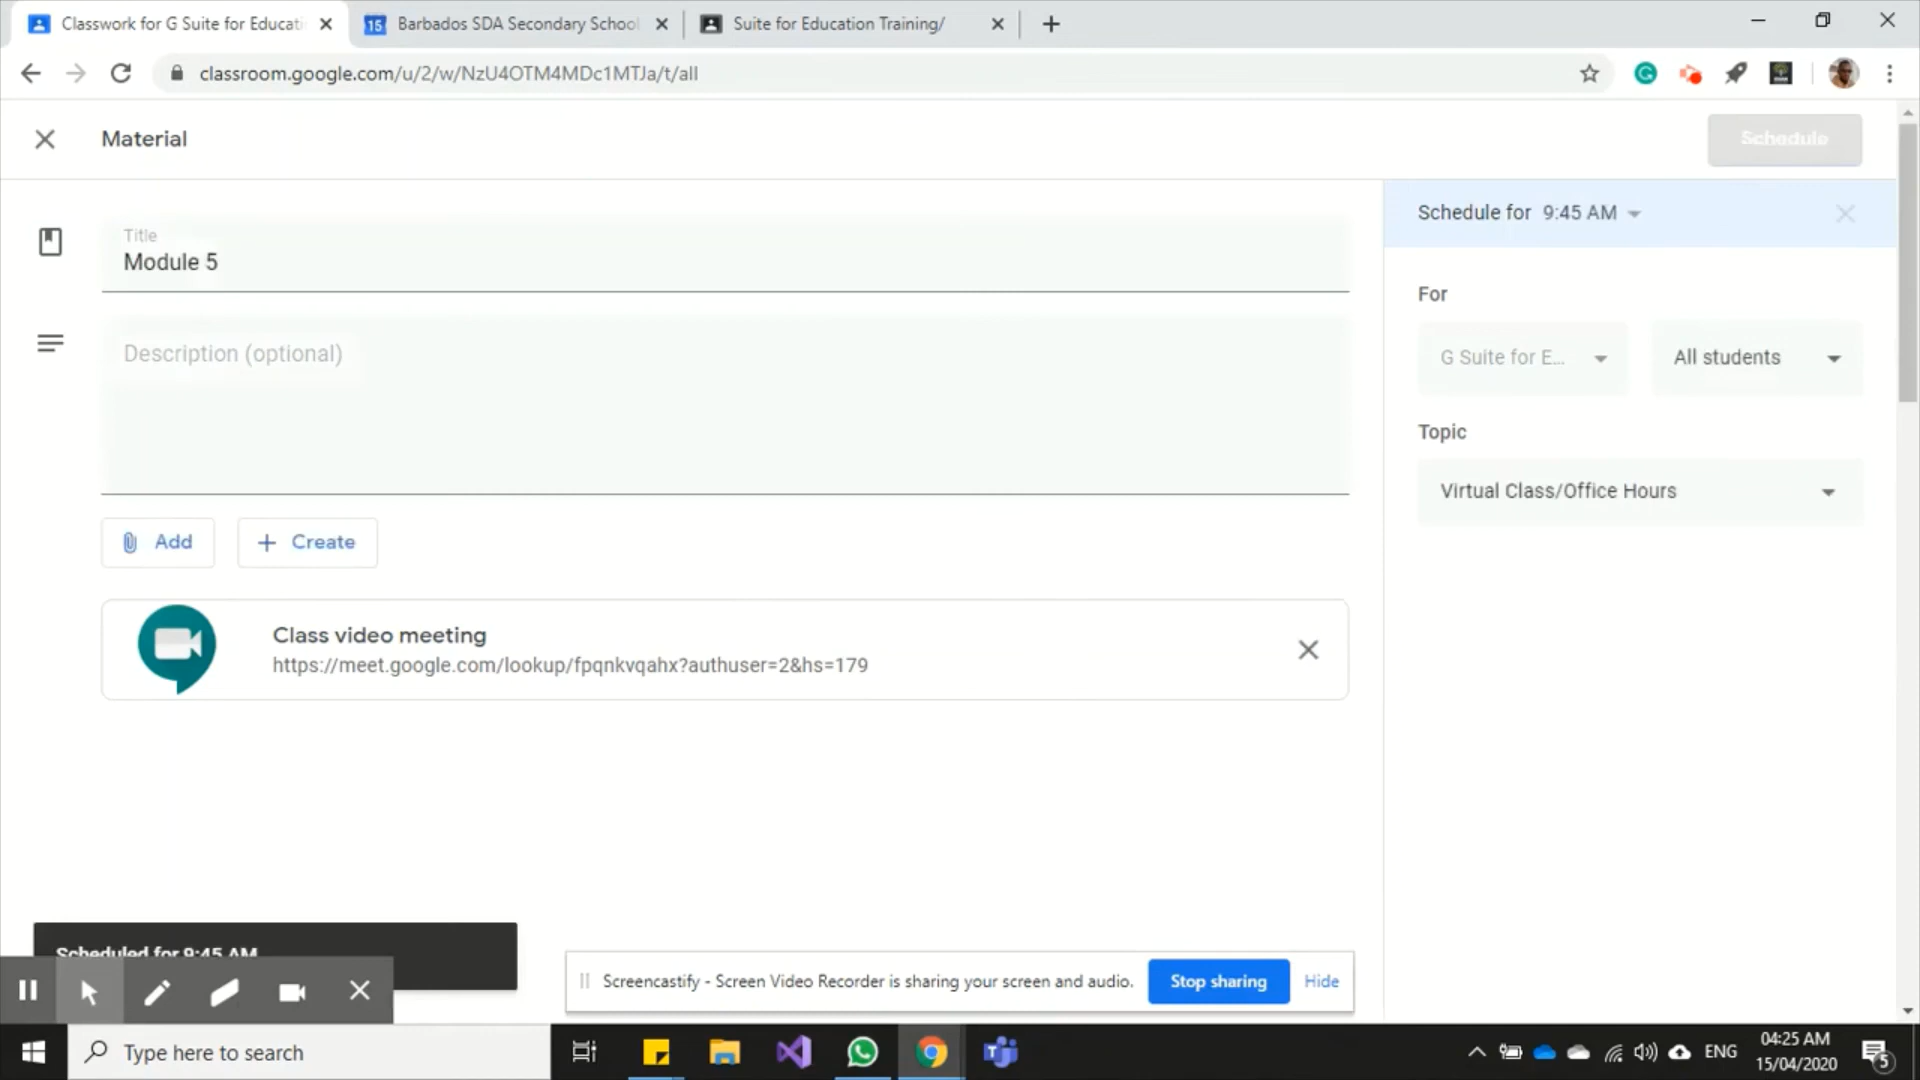 Classwork for G Suite for Educati
Barbados SDA Secondary School
Suite for Education Training/
classroom.google.com/u/2/w/NzU4OTM4MDc1MTJa/t/all
Material
Schedule
Title
Module 5
Description (optional)
Add
Create
Class video meeting
https://meet.google.com/lookup/fpqnkvqahx?authuser=2&hs=179
Schedule for 9:45 AM
For
G Suite for E...
All students
Topic
Virtual Class/Office Hours
Scheduled for 9:45 AM
Screencastify - Screen Video Recorder is sharing your screen and audio.
Stop sharing
Hide
Type here to search
ENG
04:25 AM
15/04/2020
5
15